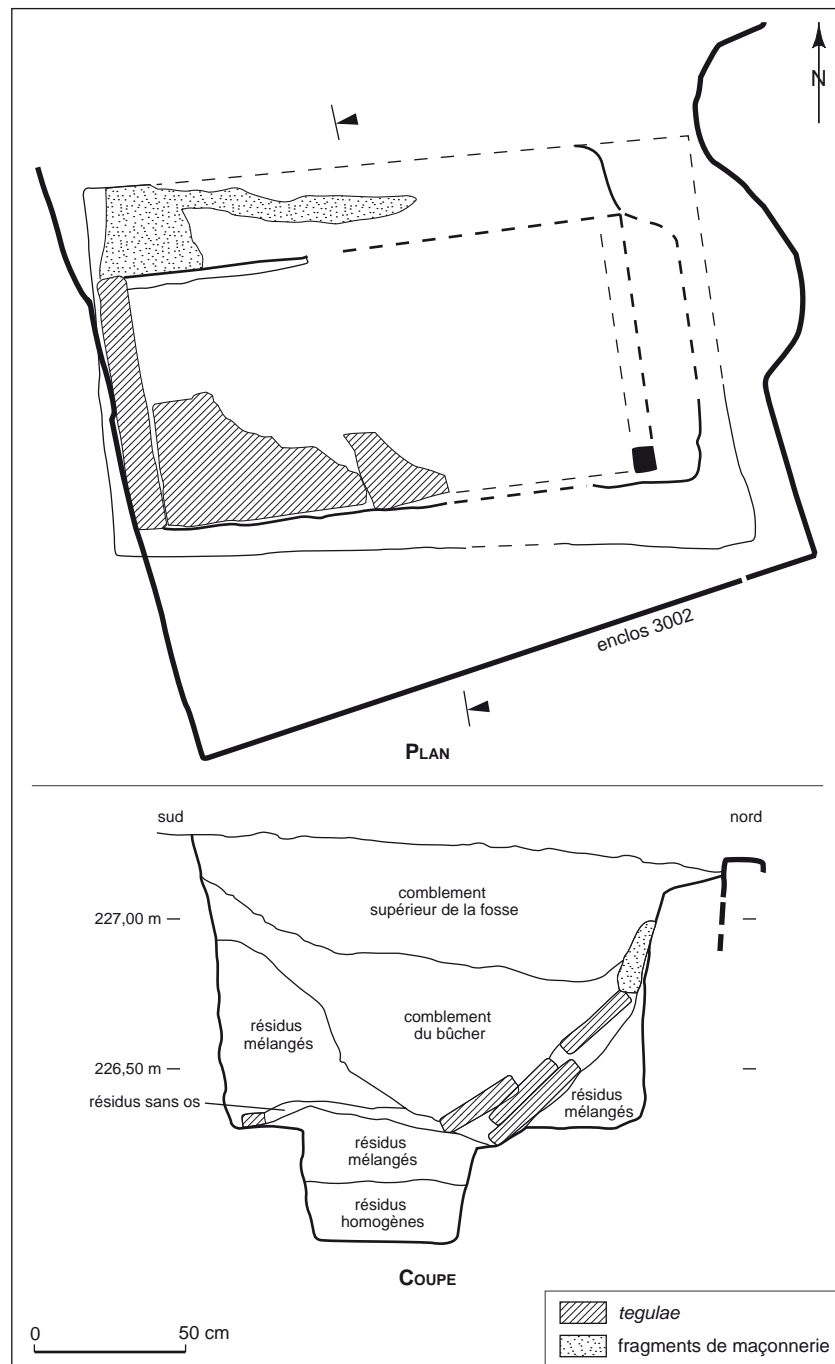 N
enclos 3002
PLAN
sud
nord
comblement
supérieur de la fosse
227,00 m
résidus
mélangés
comblement
du bûcher
226,50 m
résidus sans os
résidus
mélangés
résidus
mélangés
résidus
homogènes
COUPE
0
50 cm
tegulae
fragments de maçonnerie